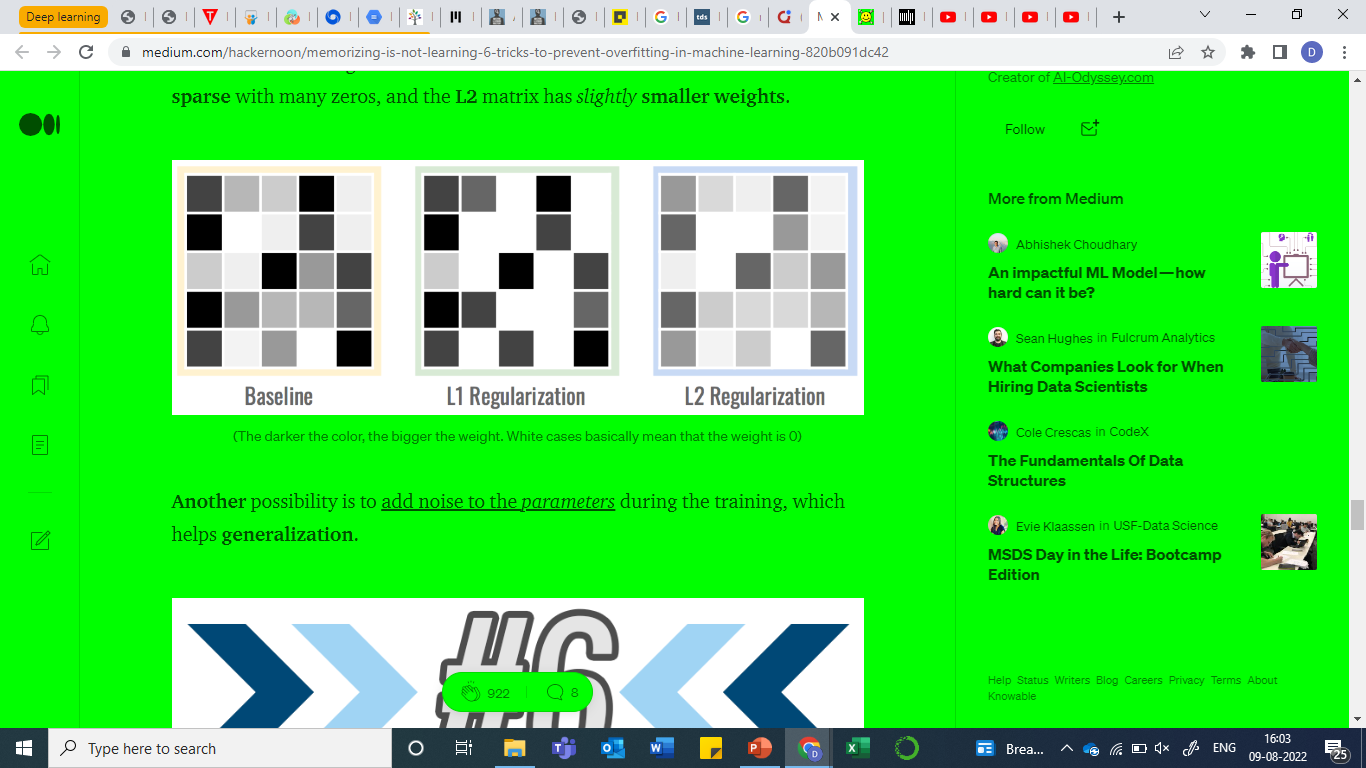 Deep learning
tds
medium.com/hackernoon/memorizing-is-not-learning-6-tricks-to-prevent-overfitting-in-machine-learning-820b091dc42
D
sparse with many zeros, and the L2 matrix has slightly smaller weights.
Baseline
L1 Regularization
L2 Regularization
(The darker the color, the bigger the weight. White cases basically mean that the weight is 0)
Another possibility is to add noise to the parameters during the training, which
helps generalization.
#6
922
8
Creator of AI-Odyssey.com
Follow
More from Medium
Abhishek Choudhary
An impactful ML Model—how
hard can it be?
Sean Hughes in Fulcrum Analytics
What Companies Look for When
Hiring Data Scientists
Cole Crescas in CodeX
The Fundamentals Of Data
Structures
Evie Klaassen in USF-Data Science
MSDS Day in the Life: Bootcamp
Edition
Help Status Writers Blog Careers Privacy Terms About
Knowable
Type here to search
Brea...
ENG
16:03
09-08-2022
25